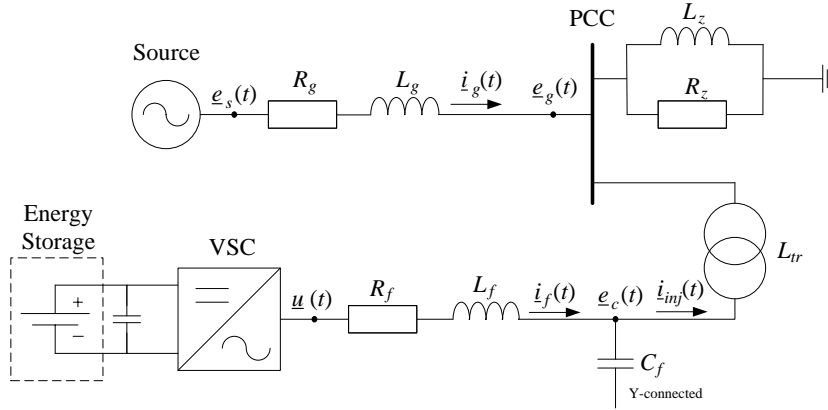 PCC
L_z
Source
R_g
L_g
i_g(t)
e_s(t)
e_g(t)
R_z
Energy
Storage
VSC
L_tr
+
−
u(t)
R_f
L_f
i_f(t)
e_c(t)
i_inj(t)
C_f
Y-connected